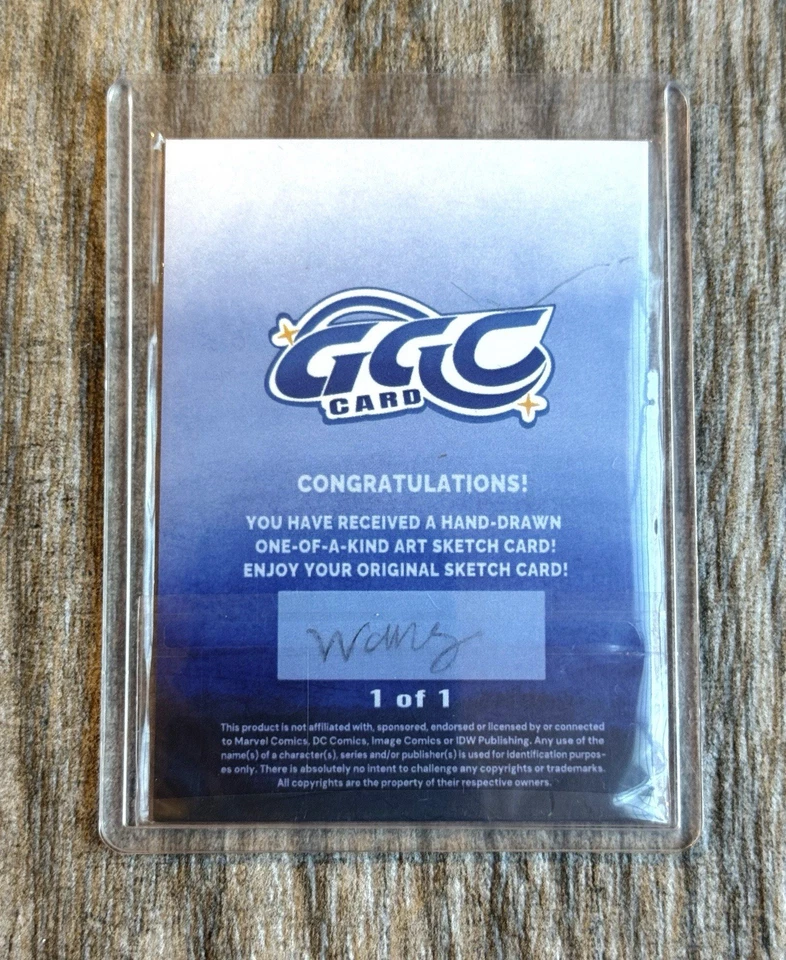 GGC
CARD
CONGRATULATIONS!
YOU HAVE RECEIVED A HAND-DRAWN
ONE-OF-A-KIND ART SKETCH CARD!
ENJOY YOUR ORIGINAL SKETCH CARD!
Wang
1 of 1
This product is not affiliated with, sponsored, endorsed or licensed by or connected
to Marvel Comics, DC Comics, Image Comics or IDW Publishing. Any use of the
name(s) of a character(s), series and/or publisher(s) is used for identification purpos-
es only. There is absolutely no intent to challenge any copyrights or trademarks.
All copyrights are the property of their respective owners.